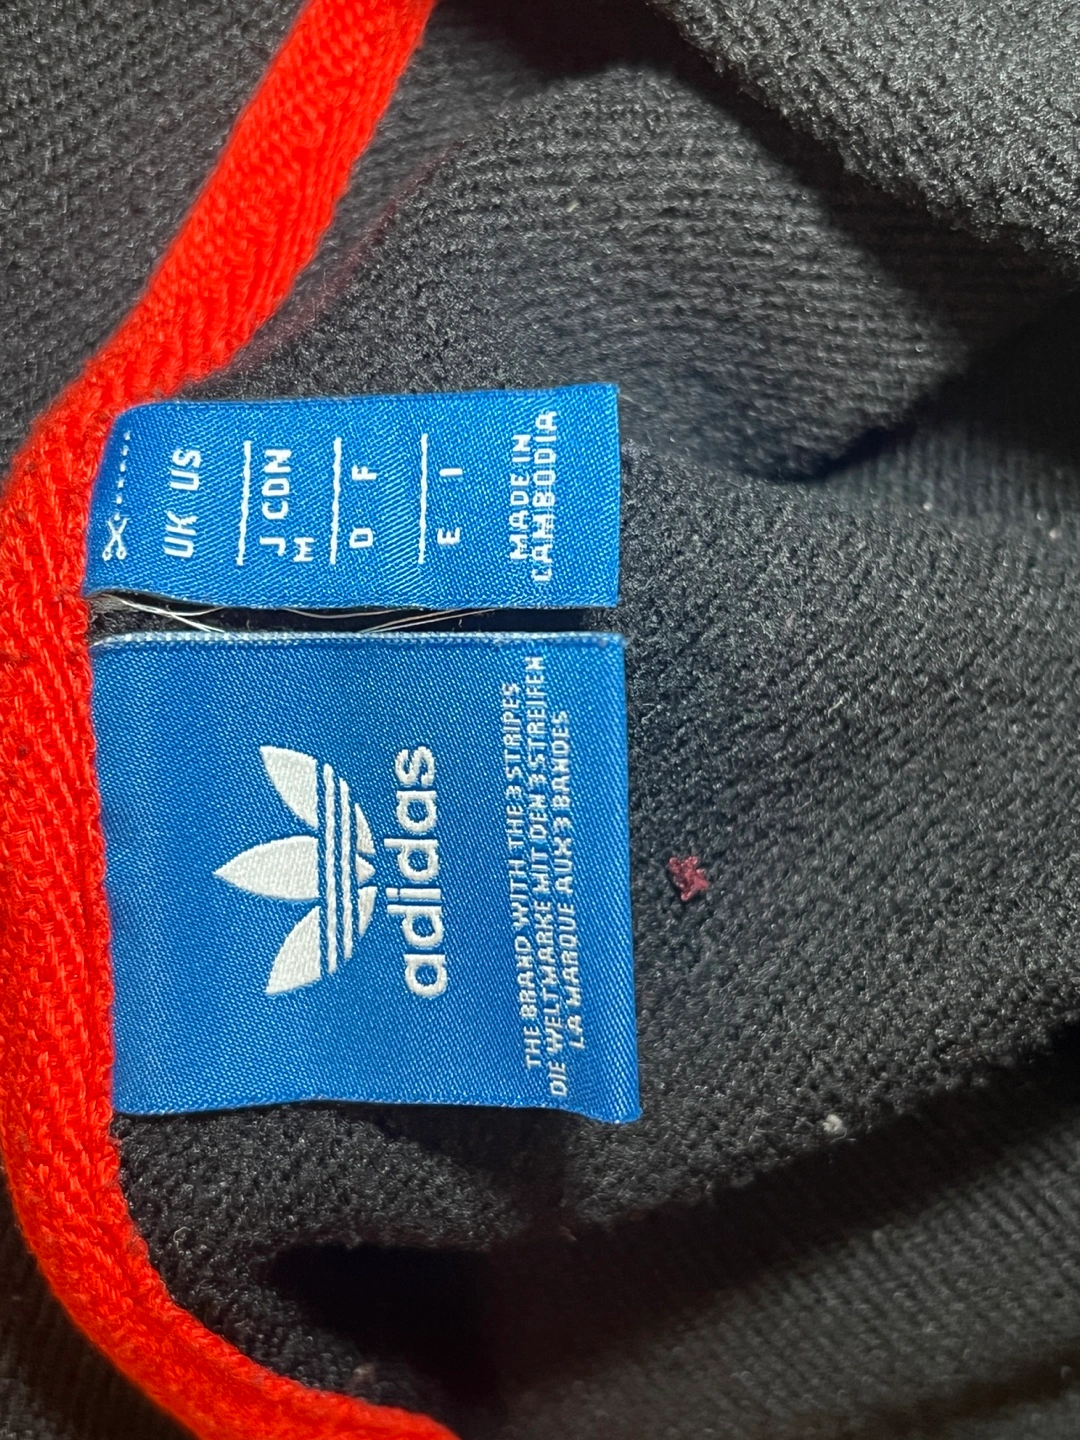 UK US
J CDN
M
D F
E I
MADE IN
CAMBODIA
adidas
THE BRAND WITH THE 3 STRIPES
DIE WELTMARKE MIT DEN 3 STREIFEN
LA MARQUE AUX 3 BANDES